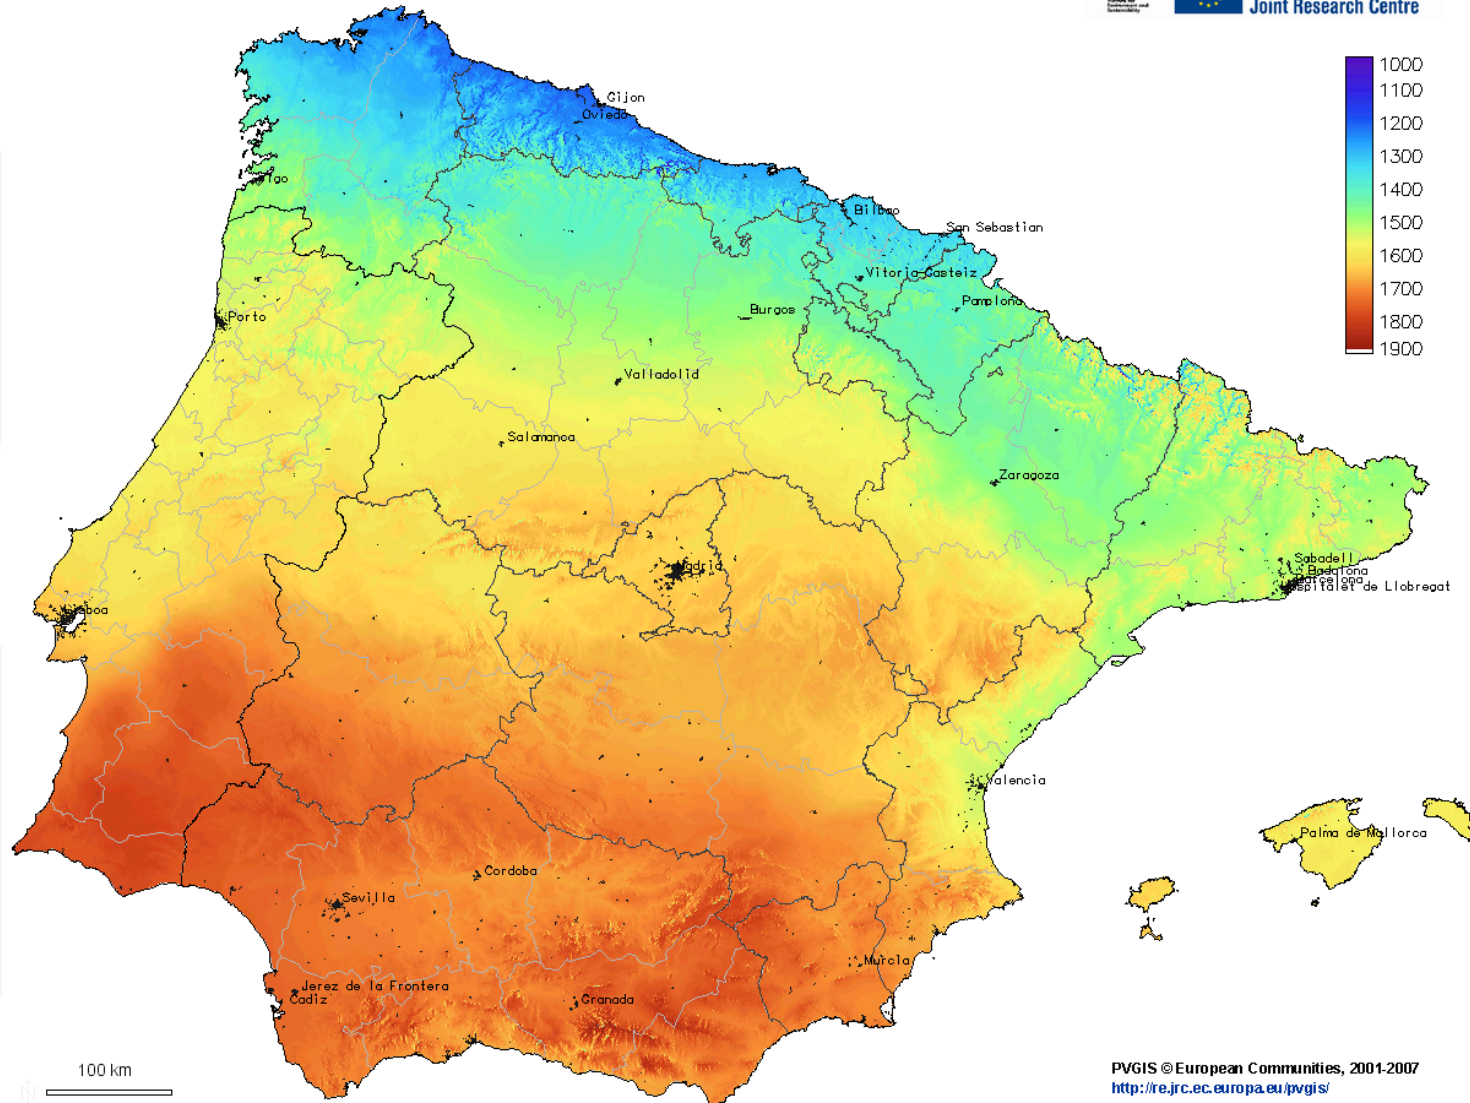 Joint Research Centre
1000
1100
1200
1300
1400
1500
1600
1700
1800
1900
Gijon
Oviedo
Bilbao
San Sebastian
Vitoria-Gasteiz
Pamplona
Burgos
Porto
Valladolid
Salamanca
Zaragoza
Sabadell
Badalona
Barcelona
Hospitalet de Llobregat
Madrid
Lisboa
Valencia
Palma de Mallorca
Cordoba
Sevilla
Murcia
Jerez de la Frontera
Cadiz
Granada
100 km
PVGIS © European Communities, 2001-2007
http://re.jrc.ec.europa.eu/pvgis/